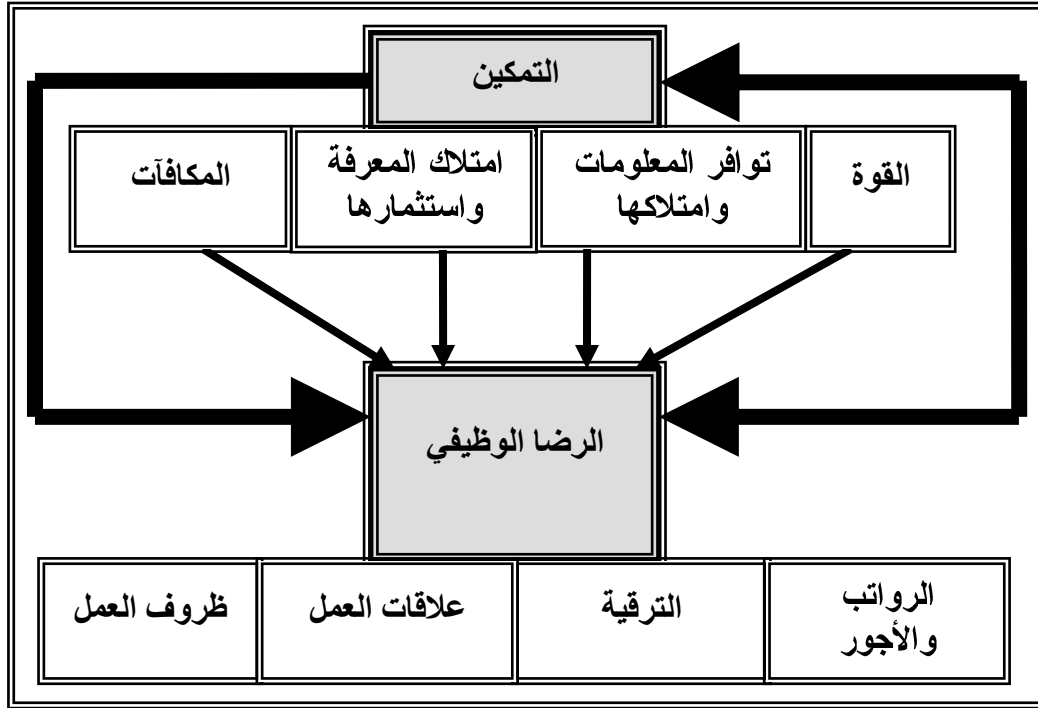 التمكين
القوة
توافر المعلومات
وامتلاكها
امتلاك المعرفة
واستثمارها
المكافآت
الرضا الوظيفي
الرواتب
والأجور
الترقية
علاقات العمل
ظروف العمل